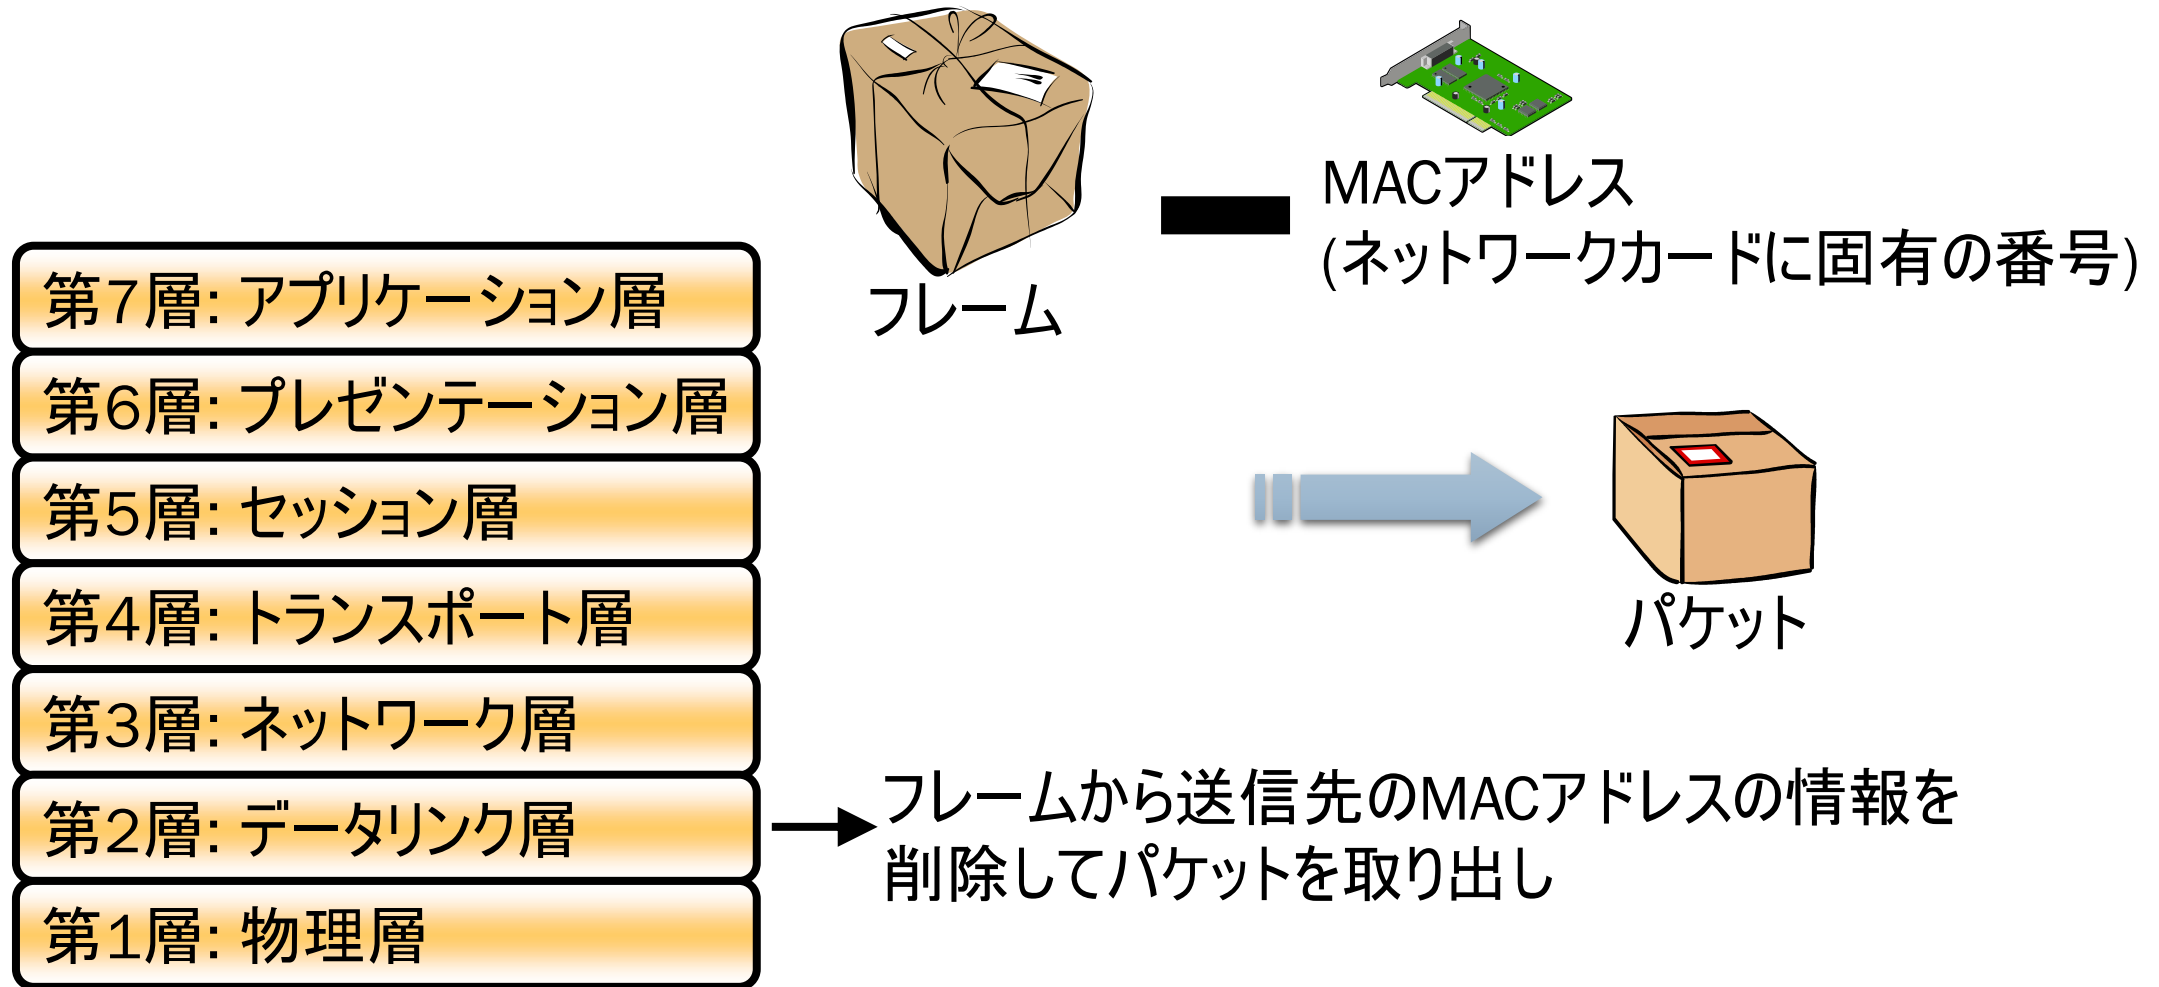 MACアドレス
(ネットワークカードに固有の番号)
フレーム
第7層: アプリケーション層
第6層: プレゼンテーション層
第5層: セッション層
第4層: トランスポート層
第3層: ネットワーク層
第2層: データリンク層
第1層: 物理層
パケット
フレームから送信先のMACアドレスの情報を
削除してパケットを取り出し